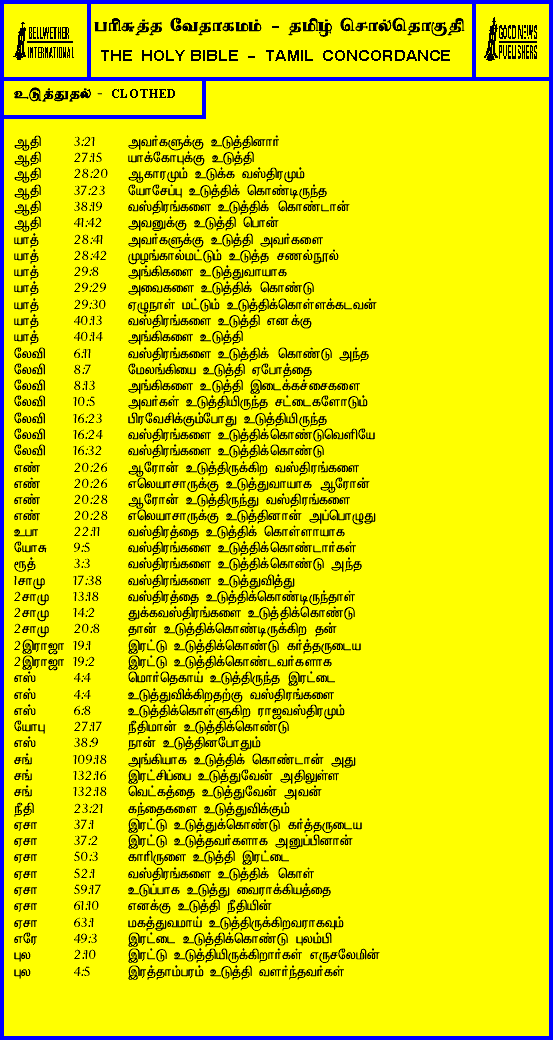 BELLWETHER
INTERNATIONAL
பரிசுத்த வேதாகமம் - தமிழ் சொல்தொகுதி
THE HOLY BIBLE - TAMIL CONCORDANCE
GOOD NEWS
PUBLISHERS
உடுத்துதல் - CLOTHED
ஆதி 3:21 அவர்களுக்கு உடுத்தினார்
ஆதி 27:15 யாக்கோபுக்கு உடுத்தி
ஆதி 28:20 ஆகாரமும் உடுக்க வஸ்திரமும்
ஆதி 37:23 யோசேப்பு உடுத்திக் கொண்டிருந்த
ஆதி 38:19 வஸ்திரங்களை உடுத்திக் கொண்டான்
ஆதி 41:42 அவனுக்கு உடுத்தி பொன்
யாத் 28:41 அவர்களுக்கு உடுத்தி அவர்களை
யாத் 28:42 முழங்கால்மட்டும் உடுத்த சணல்நூல்
யாத் 29:8 அங்கிகளை உடுத்துவாயாக
யாத் 29:29 அவைகளை உடுத்திக் கொண்டு
யாத் 29:30 ஏழுநாள் மட்டும் உடுத்திக்கொள்ளக்கடவன்
யாத் 40:13 வஸ்திரங்களை உடுத்தி எனக்கு
யாத் 40:14 அங்கிகளை உடுத்தி
லேவி 6:11 வஸ்திரங்களை உடுத்திக் கொண்டு அந்த
லேவி 8:7 மேலங்கியை உடுத்தி ஏபோத்தை
லேவி 8:13 அங்கிகளை உடுத்தி இடைக்கச்சைகளை
லேவி 10:5 அவர்கள் உடுத்தியிருந்த சட்டைகளோடும்
லேவி 16:23 பிரவேசிக்கும்போது உடுத்தியிருந்த
லேவி 16:24 வஸ்திரங்களை உடுத்திக்கொண்டுவெளியே
லேவி 16:32 வஸ்திரங்களை உடுத்திக்கொண்டு
எண் 20:26 ஆரோன் உடுத்திருக்கிற வஸ்திரங்களை
எண் 20:26 எலெயாசாருக்கு உடுத்துவாயாக ஆரோன்
எண் 20:28 ஆரோன் உடுத்திருந்து வஸ்திரங்களை
எண் 20:28 எலெயாசாருக்கு உடுத்தினான் அப்பொழுது
உபா 22:11 வஸ்திரத்தை உடுத்திக் கொள்ளாயாக
யோசு 9:5 வஸ்திரங்களை உடுத்திக்கொண்டார்கள்
ரூத் 3:3 வஸ்திரங்களை உடுத்திக்கொண்டு அந்த
1சாமு 17:38 வஸ்திரங்களை உடுத்துவித்து
2சாமு 13:18 வஸ்திரத்தை உடுத்திக்கொண்டிருந்தாள்
2சாமு 14:2 துக்கவஸ்திரங்களை உடுத்திக்கொண்டு
2சாமு 20:8 தான் உடுத்திக்கொண்டிருக்கிற தன்
2இராஜா 19:1 இரட்டு உடுத்திக்கொண்டு கர்த்தருடைய
2இராஜா 19:2 இரட்டு உடுத்திக்கொண்டவர்களாக
எஸ் 4:4 மொர்தெகாய் உடுத்திருந்த இரட்டை
எஸ் 4:4 உடுத்துவிக்கிறதற்கு வஸ்திரங்களை
எஸ் 6:8 உடுத்திக்கொள்ளுகிற ராஜவஸ்திரமும்
யோபு 27:17 நீதிமான் உடுத்திக்கொண்டு
எஸ் 38:9 நான் உடுத்தினபோதும்
சங் 109:18 அங்கியாக உடுத்திக் கொண்டான் அது
சங் 132:16 இரட்சிப்பை உடுத்துவேன் அதிலுள்ள
சங் 132:18 வெட்கத்தை உடுத்துவேன் அவன்
நீதி 23:21 கந்தைகளை உடுத்துவிக்கும்
ஏசா 37:1 இரட்டு உடுத்துக்கொண்டு கர்த்தருடைய
ஏசா 37:2 இரட்டு உடுத்தவர்களாக அனுப்பினான்
ஏசா 50:3 காரிருளை உடுத்தி இரட்டை
ஏசா 52:1 வஸ்திரங்களை உடுத்திக் கொள்
ஏசா 59:17 உடுப்பாக உடுத்து வைராக்கியத்தை
ஏசா 61:10 எனக்கு உடுத்தி நீதியின்
ஏசா 63:1 மகத்துவமாய் உடுத்திருக்கிறவராகவும்
எரே 49:3 இரட்டை உடுத்திக்கொண்டு புலம்பி
புல 2:10 இரட்டு உடுத்தியிருக்கிறார்கள் எருசலேமின்
புல 4:5 இரத்தாம்பரம் உடுத்தி வளர்ந்தவர்கள்